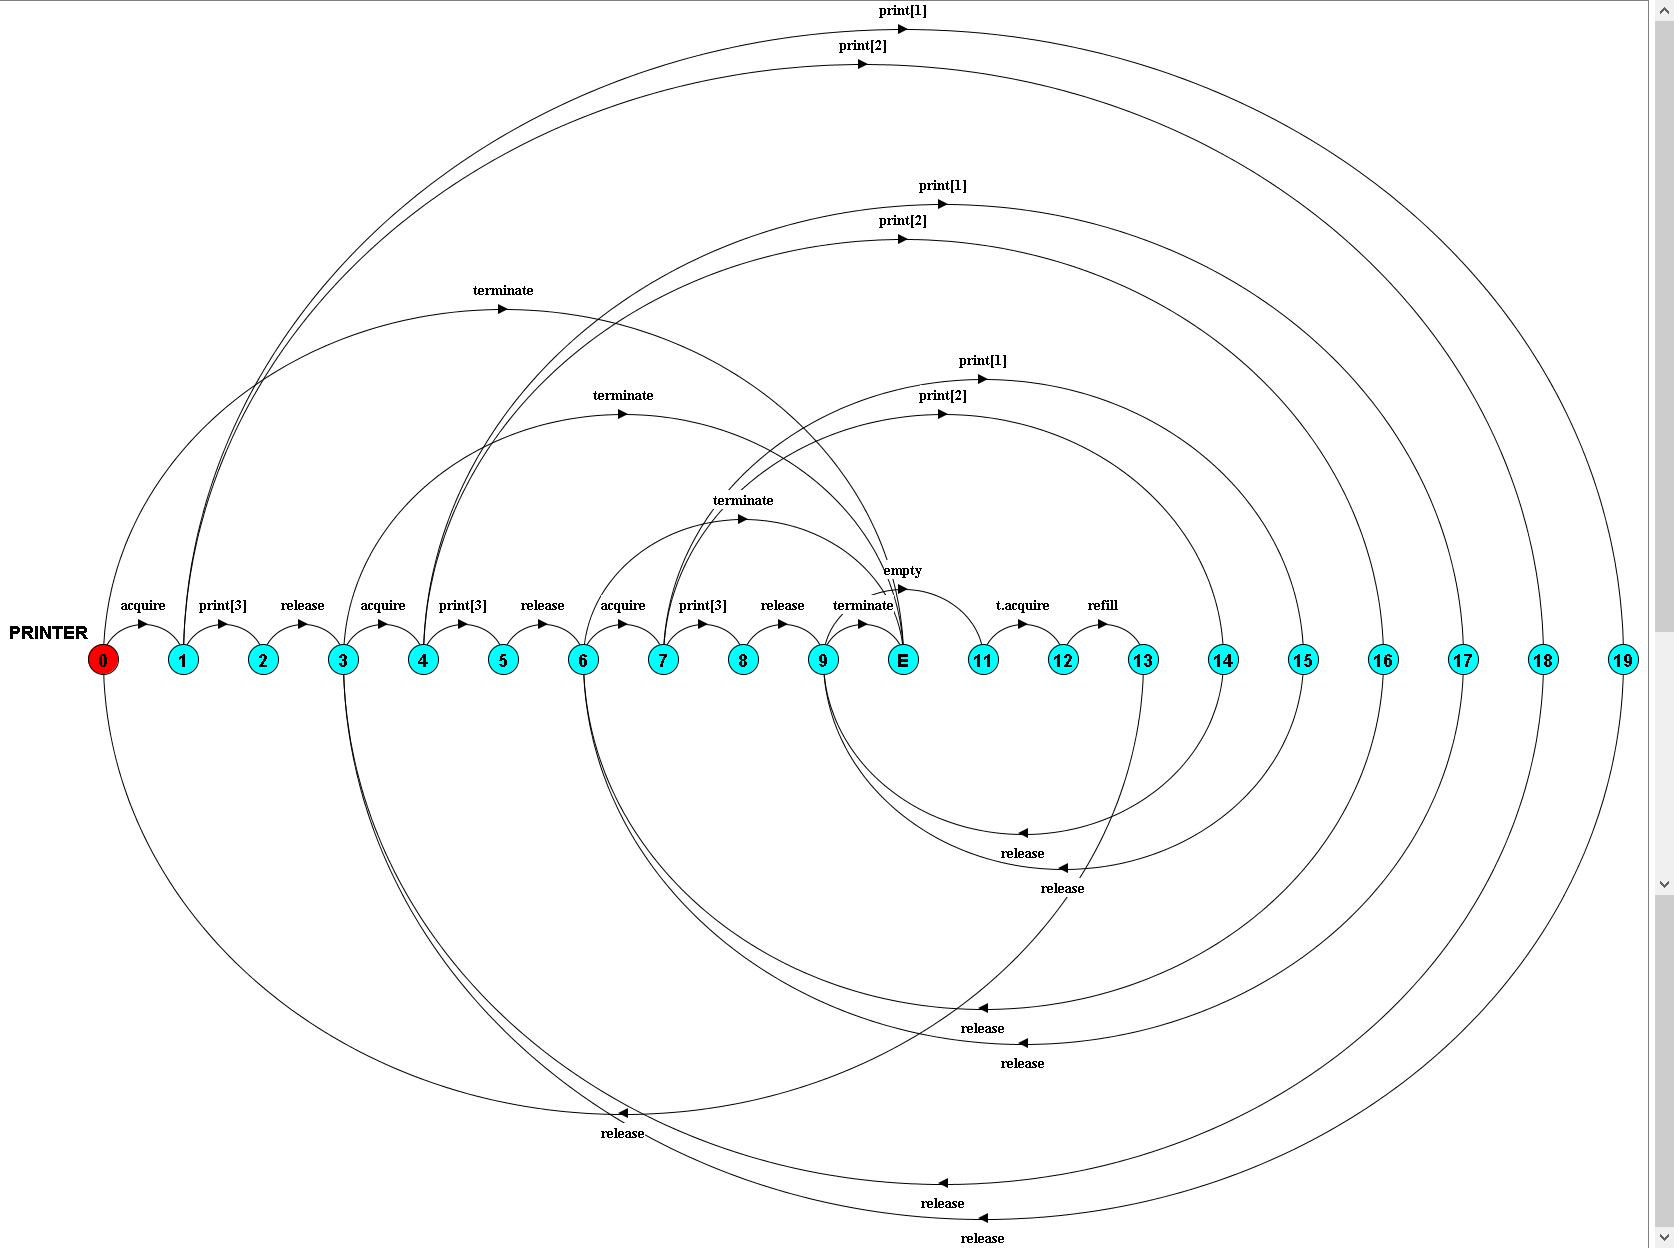 print[1]
print[2]
print[1]
print[2]
terminate
print[1]
terminate
print[2]
terminate
empty
acquire print[3] release acquire print[3] release acquire print[3] release terminate t.acquire refill
PRINTER
0 1 2 3 4 5 6 7 8 9 E 11 12 13 14 15 16 17 18 19
release
release
release
release
release
release
release